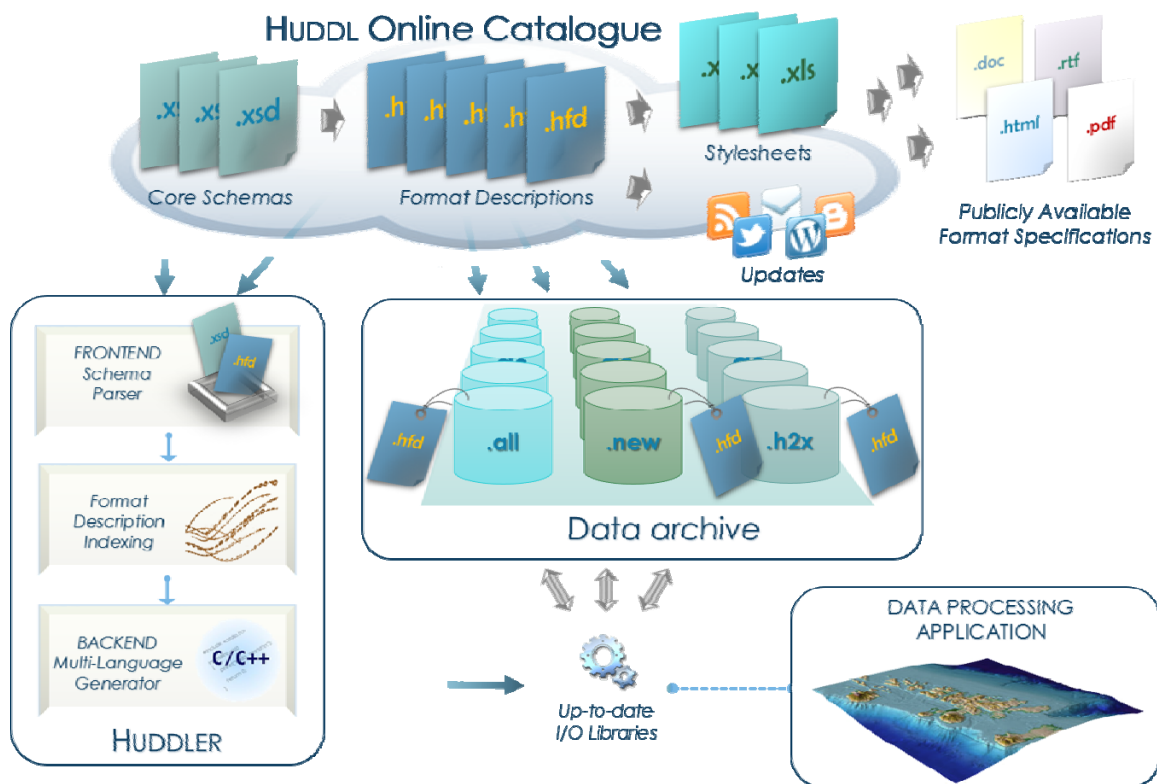 HUDDL Online Catalogue
.xsd
Core Schemas
.hfd
Format Descriptions
.xls
Stylesheets
Updates
.doc
.rtf
.html
.pdf
Publicly Available
Format Specifications
FRONTEND
Schema
Parser
.xsd
.hfd
Format
Description
Indexing
BACKEND
Multi-Language
Generator
C/C++
HUDDLER
.hfd
.all
.new
.hfd
.h2x
.hfd
Data archive
Up-to-date
I/O Libraries
DATA PROCESSING
APPLICATION